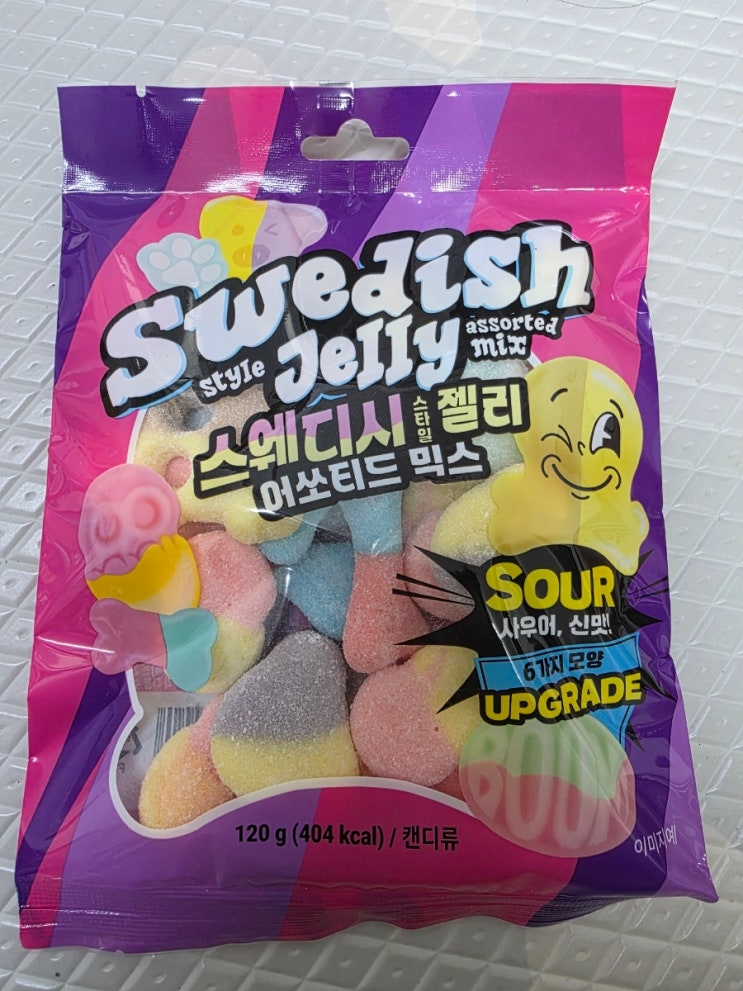 Swedish
style Jelly assorted mix
스웨디시 스타일 젤리
어쏘티드 믹스
SOUR
사우어, 신맛!
6가지 모양
UPGRADE
BOOM
120 g (404 kcal) / 캔디류
이미지예